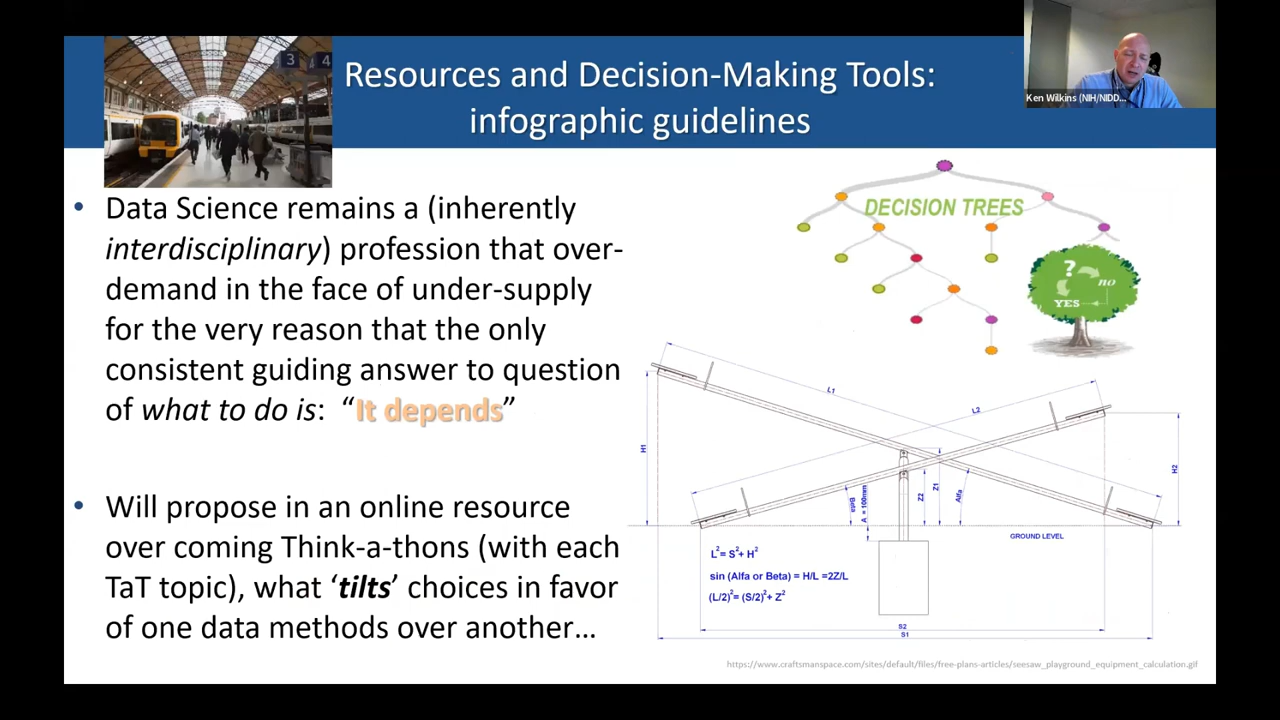 3 4
Resources and Decision-Making Tools:
infographic guidelines
Ken Wilkins (NIH/NIDD...
• Data Science remains a (inherently
interdisciplinary) profession that over-
demand in the face of under-supply
for the very reason that the only
consistent guiding answer to question
of what to do is: “It depends”
• Will propose in an online resource
over coming Think-a-thons (with each
TaT topic), what ‘tilts’ choices in favor
of one data methods over another…
DECISION TREES
?
no
YES
L1
L2
H1
H2
Beta
A = 100mm
Z2
Z1
Alfa
GROUND LEVEL
L²= S²+ H²
sin (Alfa or Beta) = H/L =2Z/L
(L/2)²= (S/2)²+ Z²
S2
S1
https://www.craftsmanspace.com/sites/default/files/free-plans-articles/seesaw_playground_equipment_calculation.gif